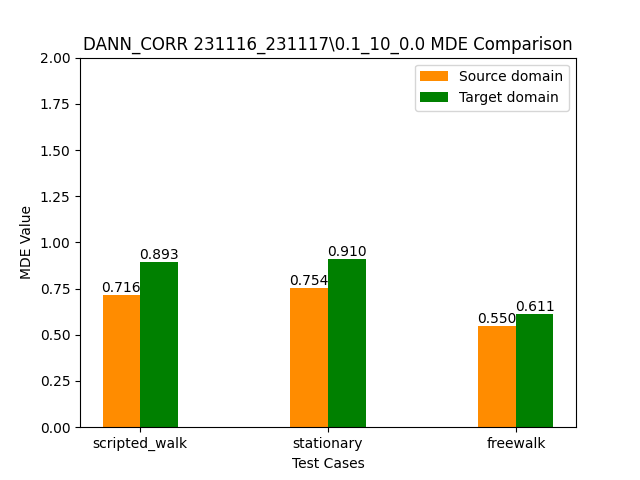 DANN_CORR 231116_231117\0.1_10_0.0 MDE Comparison
Source domain
Target domain
MDE Value
2.00
1.75
1.50
1.25
1.00
0.75
0.50
0.25
0.00
0.716
0.893
0.754
0.910
0.550
0.611
scripted_walk
stationary
freewalk
Test Cases